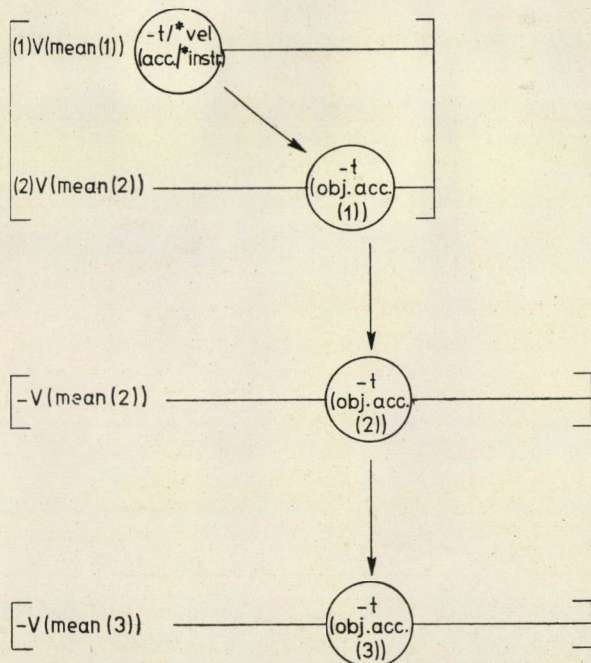 -t/*vel
(1)V(mean(1)) (acc./*instr)
-t
(2)V(mean(2)) (obj.acc.
(1))
-t
-V(mean(2)) (obj.acc.
(2))
-t
-V(mean(3)) (obj.acc.
(3))